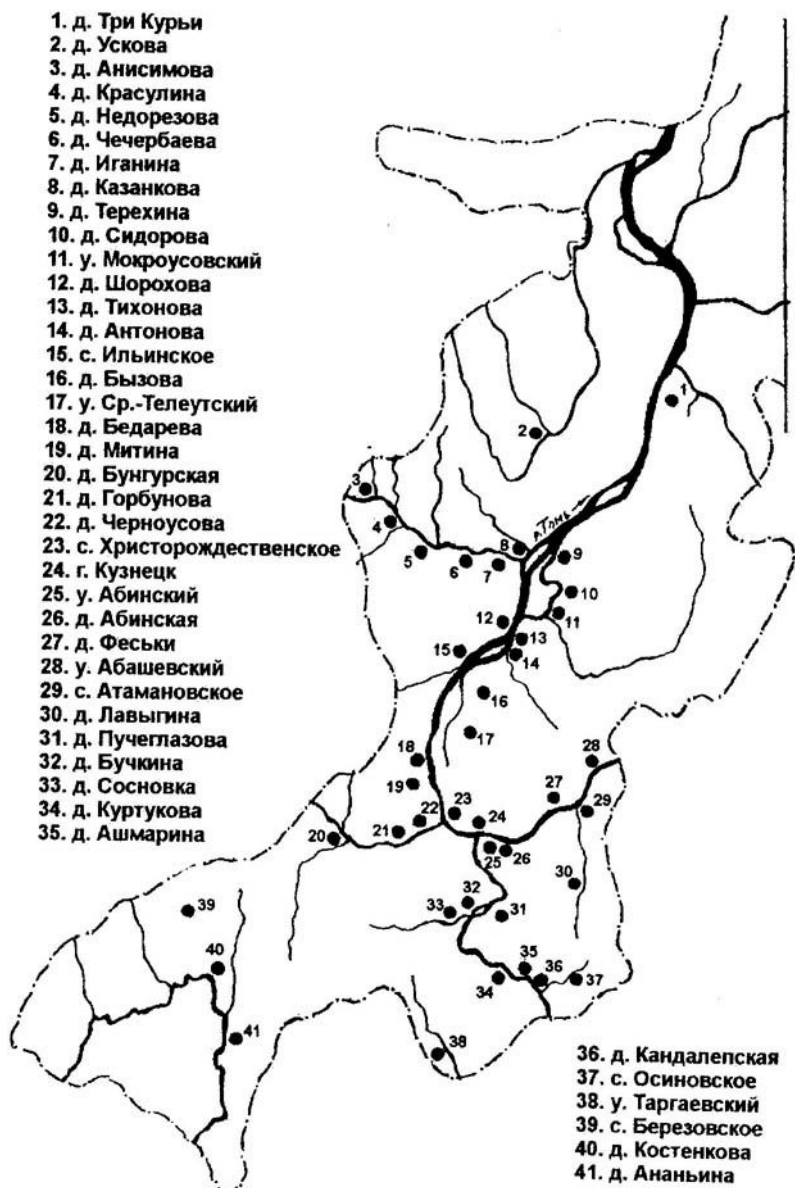 1. д. Три Курьи
2. д. Ускова
3. д. Анисимова
4. д. Красулина
5. д. Недорезова
6. д. Чечербаева
7. д. Иганина
8. д. Казанкова
9. д. Терехина
10. д. Сидорова
11. у. Мокроусовский
12. д. Шорохова
13. д. Тихонова
14. д. Антонова
15. с. Ильинское
16. д. Бызова
17. у. Ср.-Телеутский
18. д. Бедарева
19. д. Митина
20. д. Бунгурская
21. д. Горбунова
22. д. Черноусова
23. с. Христорождественское
24. г. Кузнецк
25. у. Абинский
26. д. Абинская
27. д. Феськи
28. у. Абашевский
29. с. Атамановское
30. д. Лавыгина
31. д. Пучеглазова
32. д. Бучкина
33. д. Сосновка
34. д. Куртукова
35. д. Ашмарина
1
2
3
4
р. Томь
5
6
7
8
9
10
11
12
13
14
15
16
17
18
19
20
21
22
23
24
25
26
27
28
29
30
31
32
33
34
35
36
37
38
39
40
41
36. д. Кандалепская
37. с. Осиновское
38. у. Таргаевский
39. с. Березовское
40. д. Костенкова
41. д. Ананьина